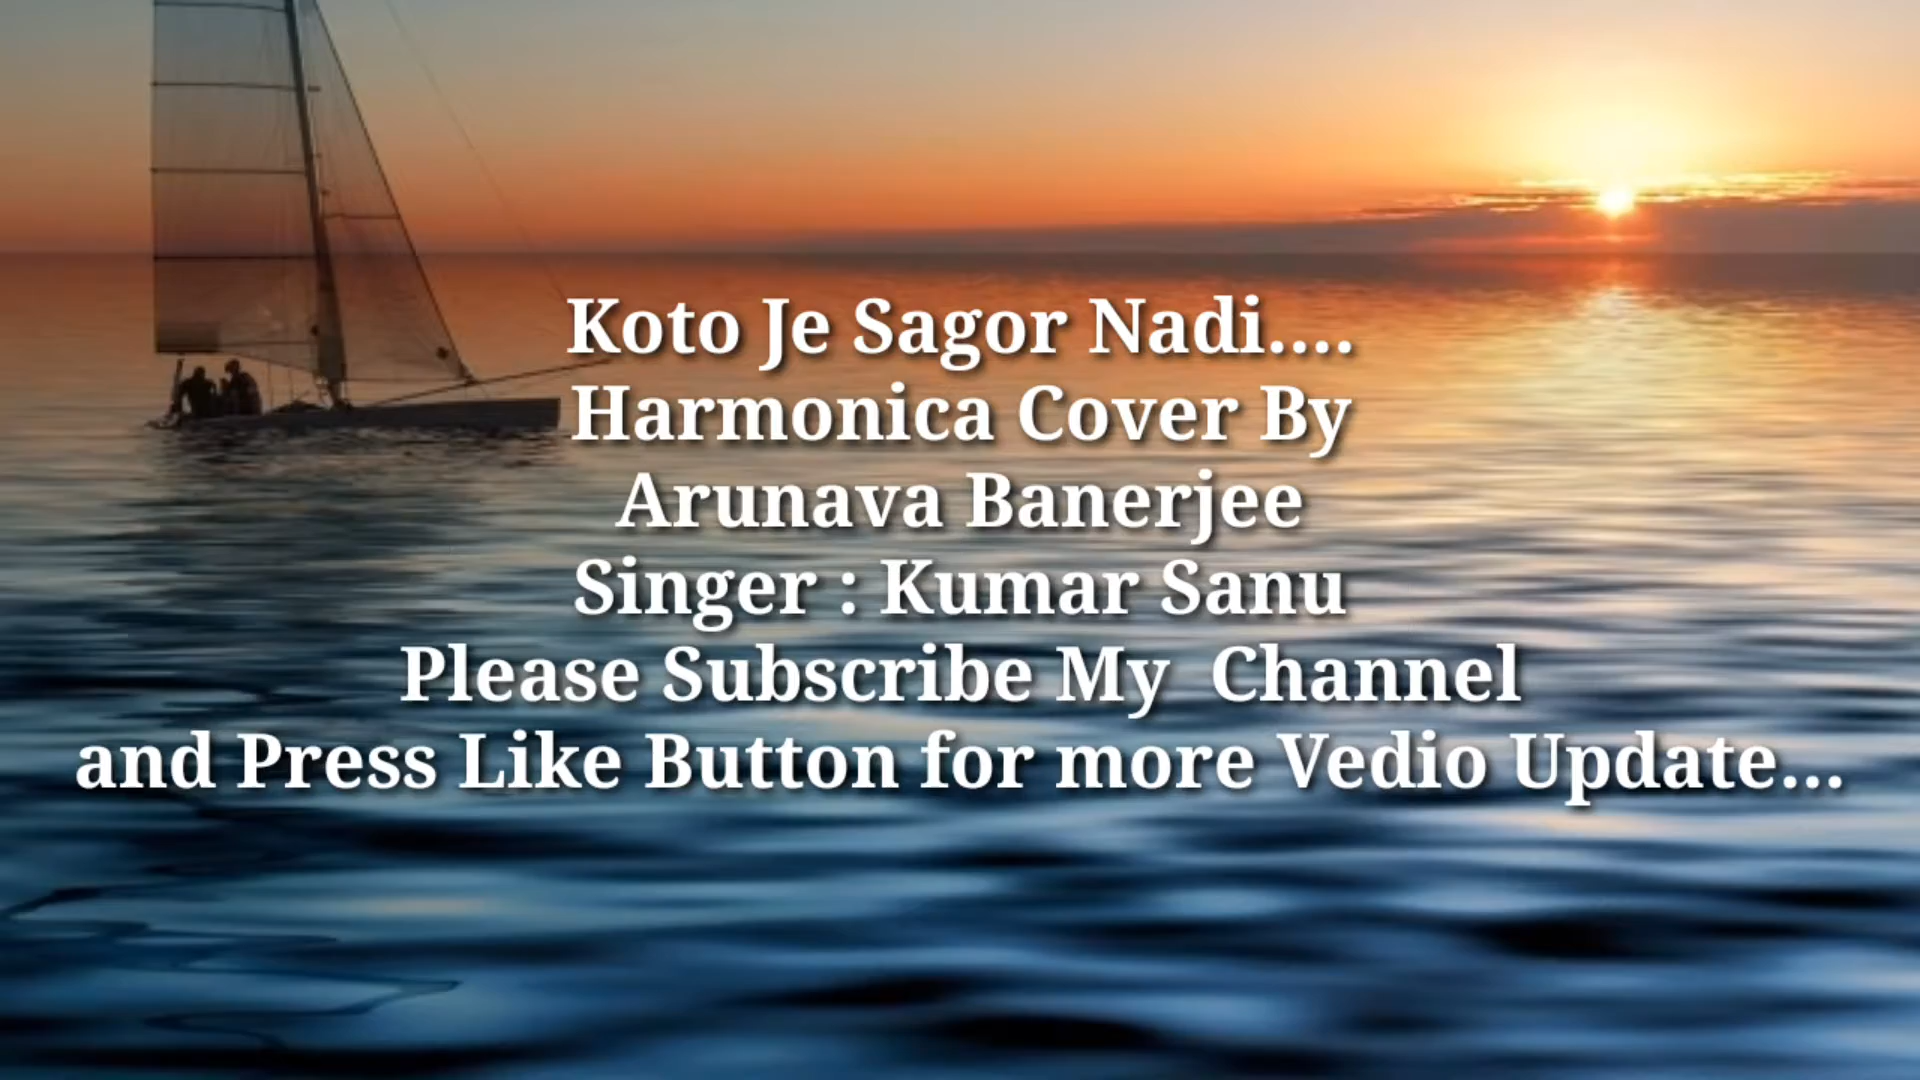 Koto Je Sagor Nadi....
Harmonica Cover By
Arunava Banerjee
Singer : Kumar Sanu
Please Subscribe My  Channel
and Press Like Button for more Vedio Update...